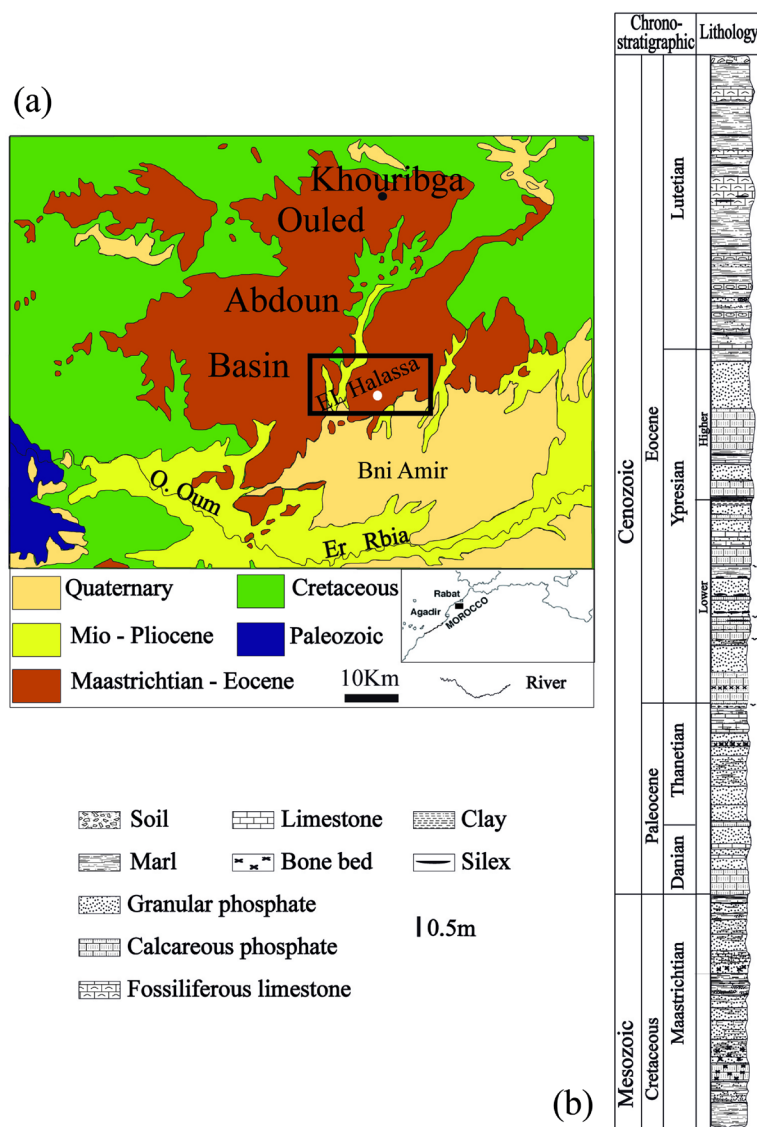 (a)
Khouribga
Ouled
Abdoun
Basin
EL Halassa
Bni Amir
O. Oum
Er Rbia
Quaternary
Cretaceous
Mio - Pliocene
Paleozoic
Maastrichtian - Eocene
10Km
River
Rabat
Agadir
MOROCCO
Soil
Limestone
Clay
Marl
Bone bed
Silex
Granular phosphate
0.5m
Calcareous phosphate
Fossiliferous limestone
Chrono-
stratigraphic
Lithology
Cenozoic
Eocene
Lutetian
Ypresian
Higher
Lower
Paleocene
Thanetian
Danian
Mesozoic
Cretaceous
Maastrichtian
(b)